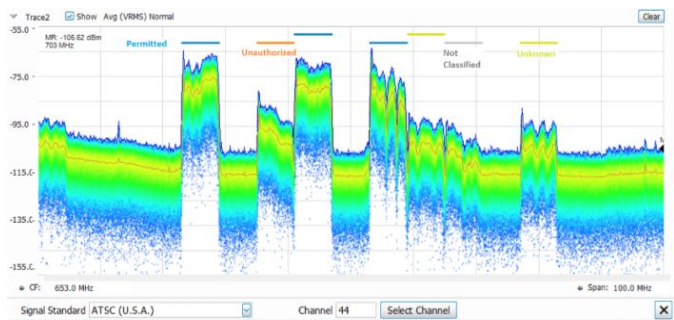 Trace2 Show Avg (VRMS) Normal Clear
-55.0
MR: -105.62 dBm
703 MHz
Permitted
Unauthorized
Not
Classified
Unknown
-75.0
-95.0
-115.0
-135.0
-155.0
CF: 653.0 MHz Span: 100.0 MHz
Signal Standard ATSC (U.S.A.) Channel 44 Select Channel